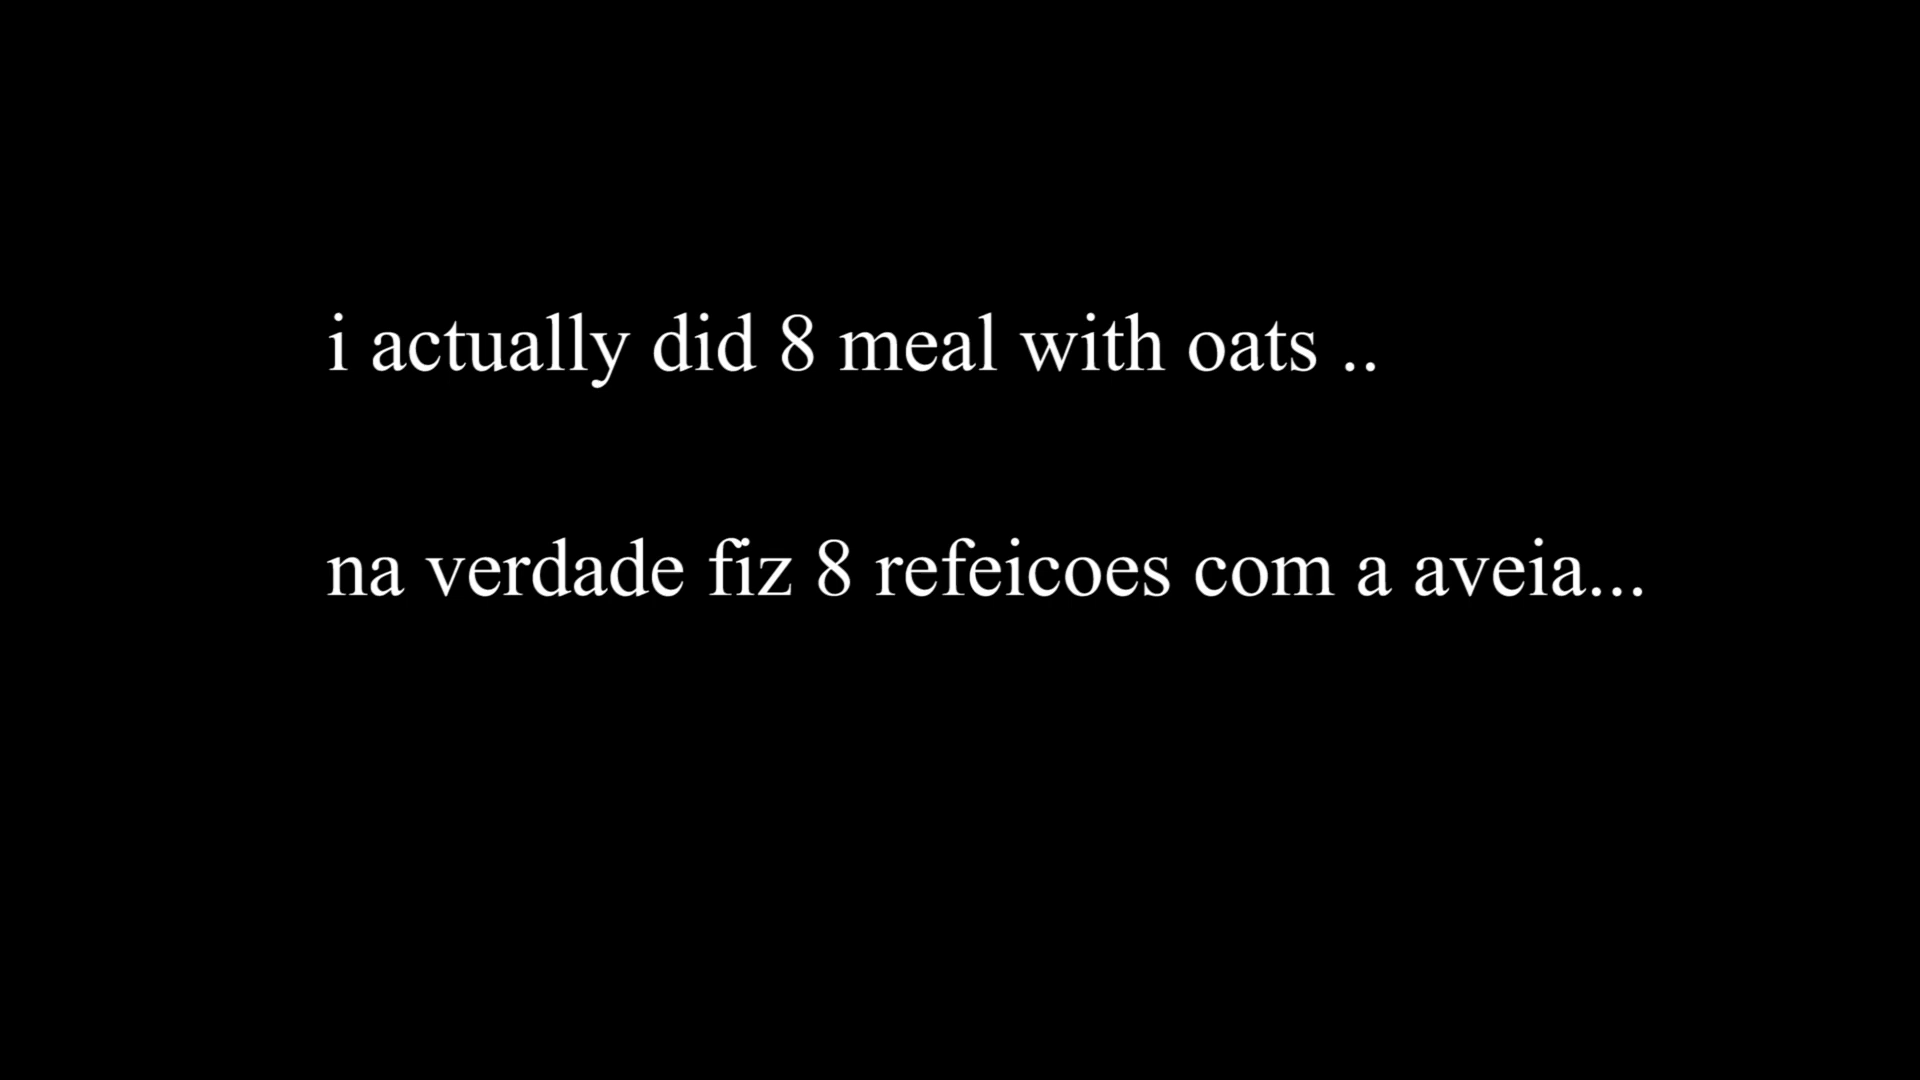 i actually did 8 meal with oats ..
na verdade fiz 8 refeicoes com a aveia...